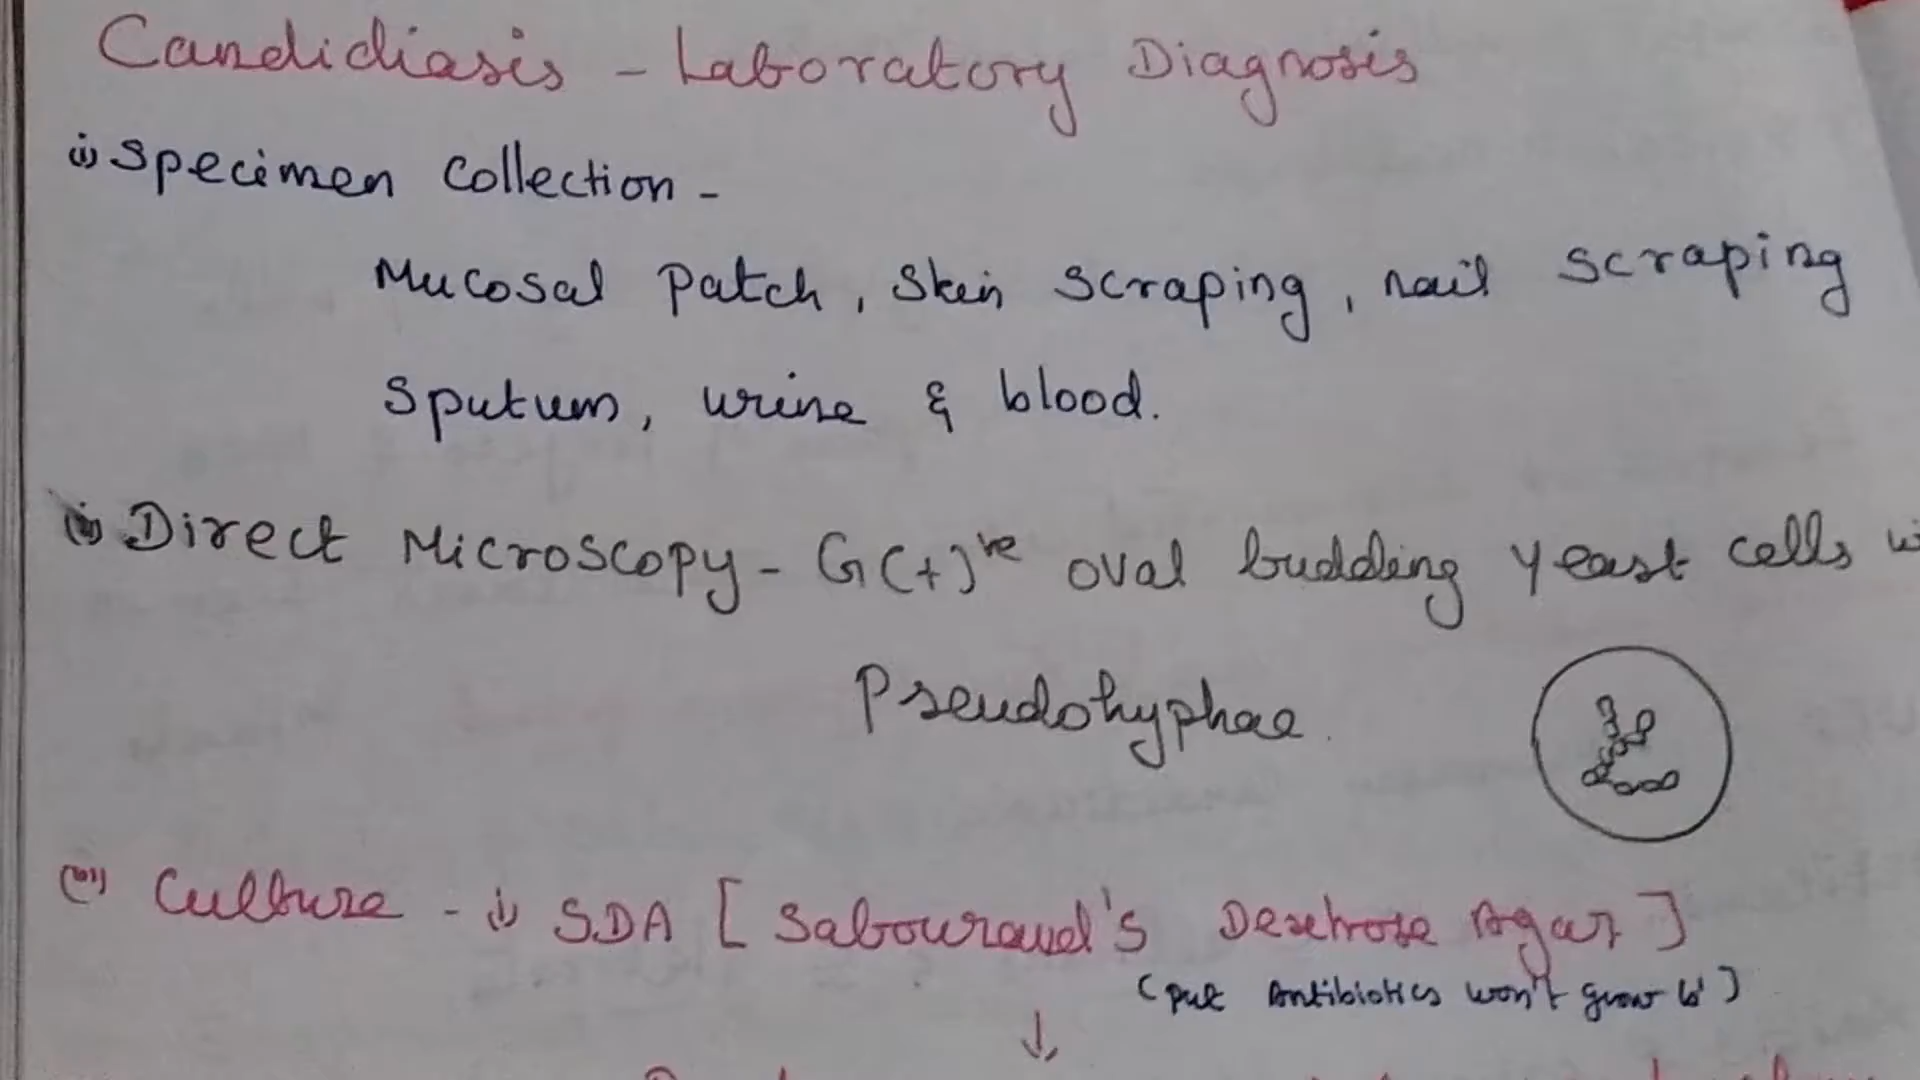 Candidiasis - Laboratory Diagnosis
(i) Specimen collection -
Mucosal patch, skin scraping, nail scraping
Sputum, urine & blood.
(ii) Direct Microscopy - G(+)ve oval budding yeast cells
Pseudohyphae.
(iii) Culture - i) SDA [Sabouraud's Dextrose Agar]
(put Antibiotics won't grow b')
↓